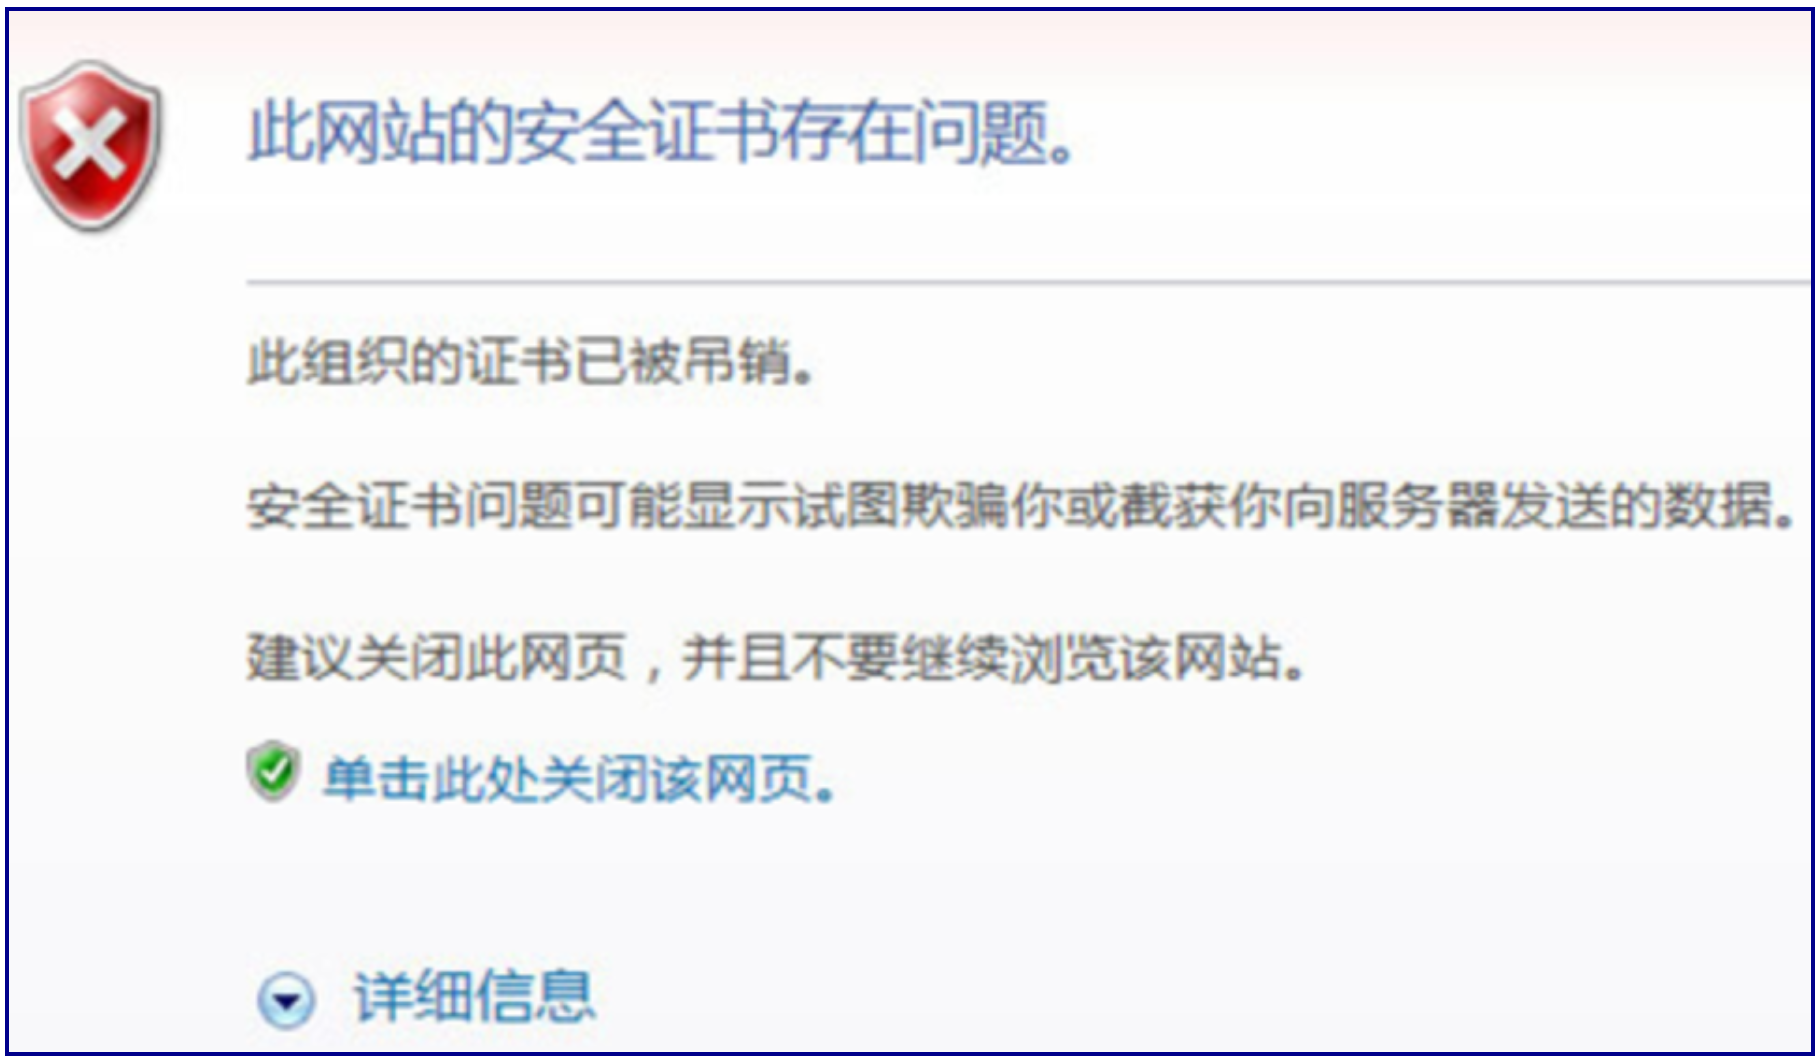 此网站的安全证书存在问题。
此组织的证书已被吊销。
安全证书问题可能显示试图欺骗你或截获你向服务器发送的数据。
建议关闭此网页，并且不要继续浏览该网站。
单击此处关闭该网页。
详细信息